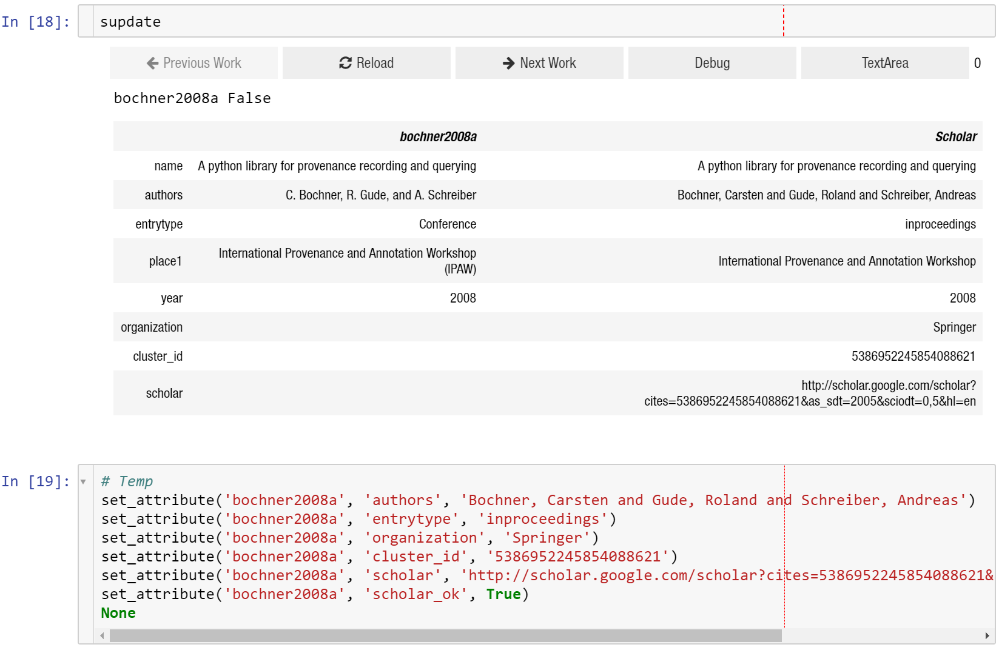 In [18]:
supdate
Previous Work Reload Next Work Debug TextArea 0
bochner2008a False
bochner2008a Scholar
name A python library for provenance recording and querying A python library for provenance recording and querying
authors C. Bochner, R. Gude, and A. Schreiber Bochner, Carsten and Gude, Roland and Schreiber, Andreas
entrytype Conference inproceedings
place1 International Provenance and Annotation Workshop
(IPAW) International Provenance and Annotation Workshop
year 2008 2008
organization Springer
cluster_id 5386952245854088621
scholar http://scholar.google.com/scholar?
cites=5386952245854088621&as_sdt=2005&sciodt=0,5&hl=en
In [19]:
# Temp
set_attribute('bochner2008a', 'authors', 'Bochner, Carsten and Gude, Roland and Schreiber, Andreas')
set_attribute('bochner2008a', 'entrytype', 'inproceedings')
set_attribute('bochner2008a', 'organization', 'Springer')
set_attribute('bochner2008a', 'cluster_id', '5386952245854088621')
set_attribute('bochner2008a', 'scholar', 'http://scholar.google.com/scholar?cites=5386952245854088621&
set_attribute('bochner2008a', 'scholar_ok', True)
None